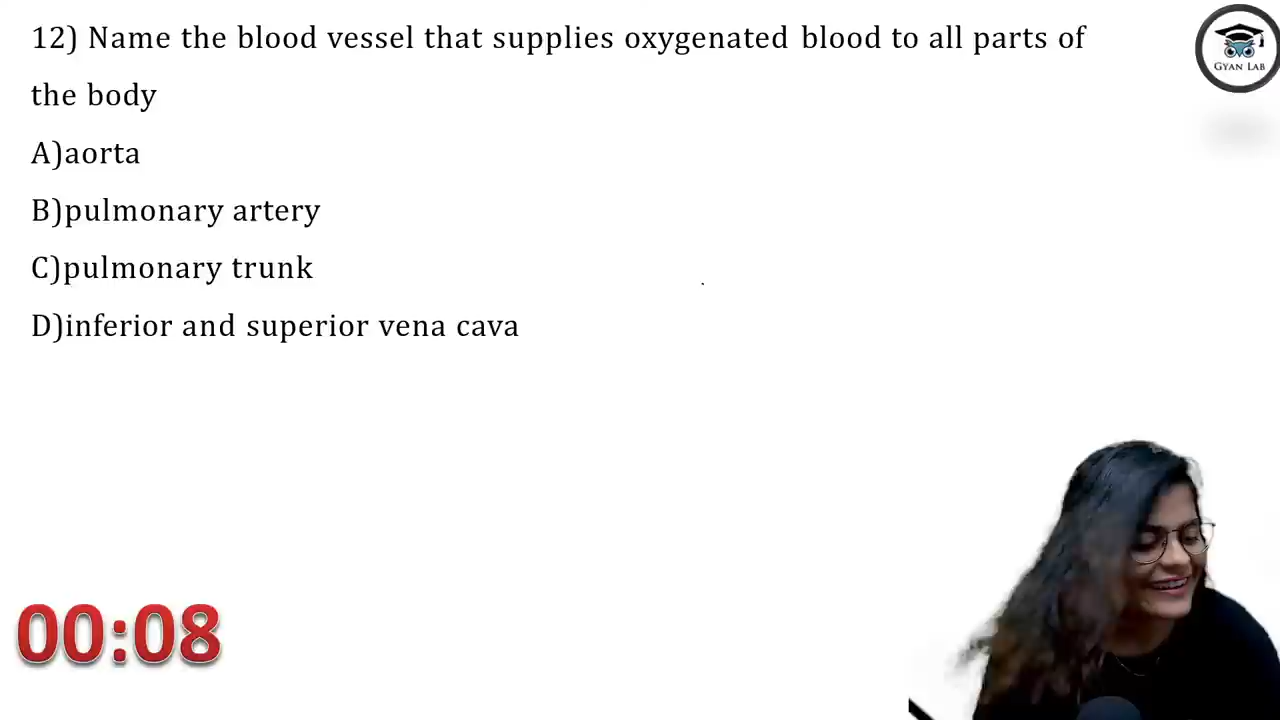 12) Name the blood vessel that supplies oxygenated blood to all parts of
the body
A)aorta
B)pulmonary artery
C)pulmonary trunk
D)inferior and superior vena cava
GYAN LAB
00:08